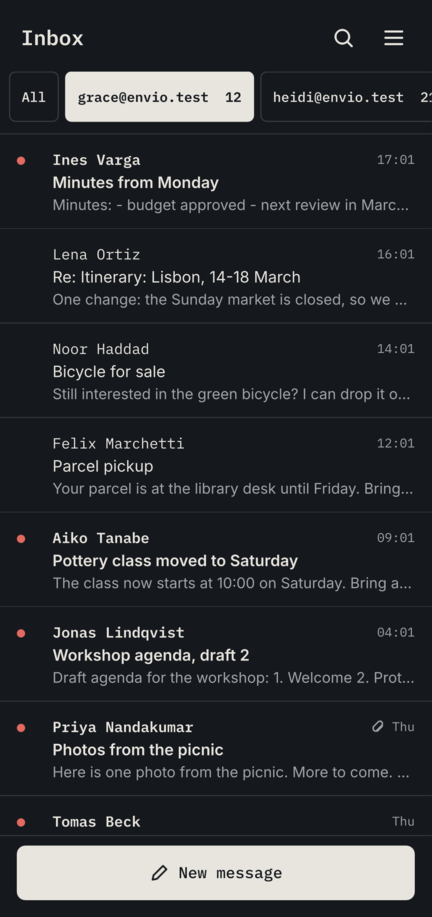 Inbox
All
grace@envio.test 12
heidi@envio.test
Ines Varga 17:01
Minutes from Monday
Minutes: - budget approved - next review in Marc...
Lena Ortiz 16:01
Re: Itinerary: Lisbon, 14-18 March
One change: the Sunday market is closed, so we ...
Noor Haddad 14:01
Bicycle for sale
Still interested in the green bicycle? I can drop it o...
Felix Marchetti 12:01
Parcel pickup
Your parcel is at the library desk until Friday. Bring...
Aiko Tanabe 09:01
Pottery class moved to Saturday
The class now starts at 10:00 on Saturday. Bring a...
Jonas Lindqvist 04:01
Workshop agenda, draft 2
Draft agenda for the workshop: 1. Welcome 2. Prot...
Priya Nandakumar Thu
Photos from the picnic
Here is one photo from the picnic. More to come. ...
Tomas Beck Thu
New message